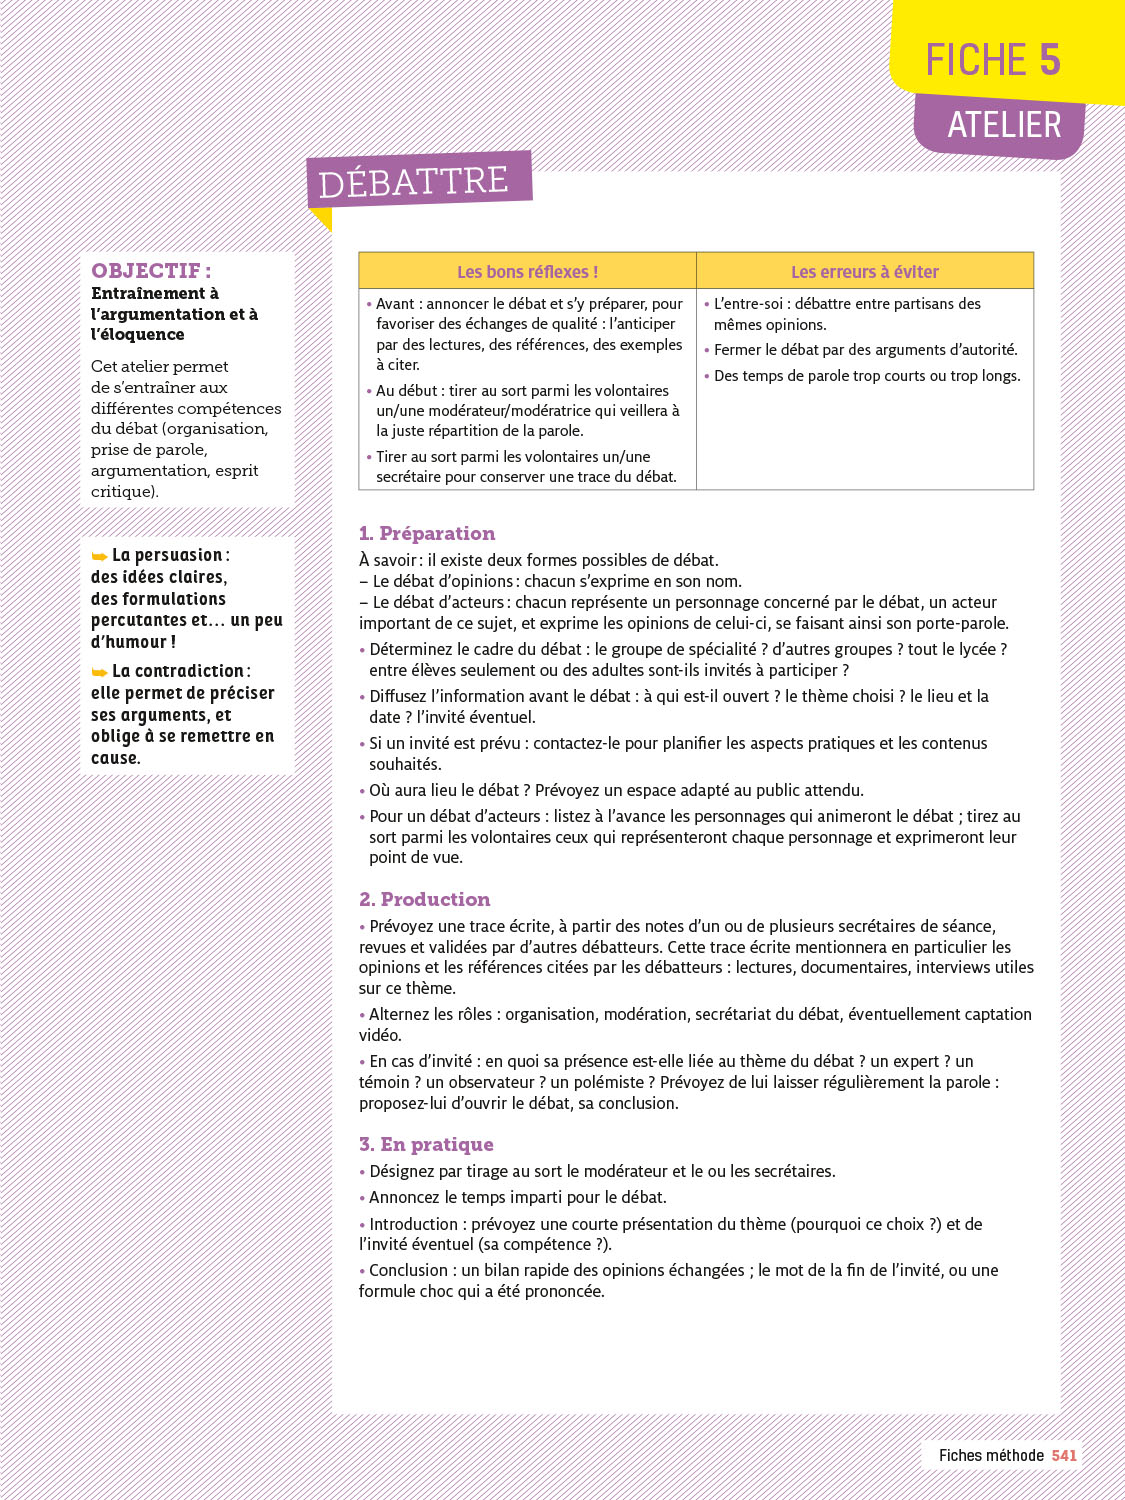 FICHE 5
ATELIER
DÉBATTRE
OBJECTIF :
Entraînement à
l’argumentation et à
l’éloquence
Cet atelier permet
de s’entraîner aux
différentes compétences
du débat (organisation,
prise de parole,
argumentation, esprit
critique).
➥ La persuasion :
des idées claires,
des formulations
percutantes et… un peu
d’humour !
➥ La contradiction :
elle permet de préciser
ses arguments, et
oblige à se remettre en
cause.
Les bons réflexes !
• Avant : annoncer le débat et s’y préparer, pour
favoriser des échanges de qualité : l’anticiper
par des lectures, des références, des exemples
à citer.
• Au début : tirer au sort parmi les volontaires
un/une modérateur/modératrice qui veillera à
la juste répartition de la parole.
• Tirer au sort parmi les volontaires un/une
secrétaire pour conserver une trace du débat.
Les erreurs à éviter
• L’entre-soi : débattre entre partisans des
mêmes opinions.
• Fermer le débat par des arguments d’autorité.
• Des temps de parole trop courts ou trop longs.
1. Préparation
À savoir : il existe deux formes possibles de débat.
– Le débat d’opinions : chacun s’exprime en son nom.
– Le débat d’acteurs : chacun représente un personnage concerné par le débat, un acteur
important de ce sujet, et exprime les opinions de celui-ci, se faisant ainsi son porte-parole.
• Déterminez le cadre du débat : le groupe de spécialité ? d’autres groupes ? tout le lycée ?
entre élèves seulement ou des adultes sont-ils invités à participer ?
• Diffusez l’information avant le débat : à qui est-il ouvert ? le thème choisi ? le lieu et la
date ? l’invité éventuel.
• Si un invité est prévu : contactez-le pour planifier les aspects pratiques et les contenus
souhaités.
• Où aura lieu le débat ? Prévoyez un espace adapté au public attendu.
• Pour un débat d’acteurs : listez à l’avance les personnages qui animeront le débat ; tirez au
sort parmi les volontaires ceux qui représenteront chaque personnage et exprimeront leur
point de vue.
2. Production
• Prévoyez une trace écrite, à partir des notes d’un ou de plusieurs secrétaires de séance,
revues et validées par d’autres débatteurs. Cette trace écrite mentionnera en particulier les
opinions et les références citées par les débatteurs : lectures, documentaires, interviews utiles
sur ce thème.
• Alternez les rôles : organisation, modération, secrétariat du débat, éventuellement captation
vidéo.
• En cas d’invité : en quoi sa présence est-elle liée au thème du débat ? un expert ? un
témoin ? un observateur ? un polémiste ? Prévoyez de lui laisser régulièrement la parole :
proposez-lui d’ouvrir le débat, sa conclusion.
3. En pratique
• Désignez par tirage au sort le modérateur et le ou les secrétaires.
• Annoncez le temps imparti pour le débat.
• Introduction : prévoyez une courte présentation du thème (pourquoi ce choix ?) et de
l’invité éventuel (sa compétence ?).
• Conclusion : un bilan rapide des opinions échangées ; le mot de la fin de l’invité, ou une
formule choc qui a été prononcée.
Fiches méthode 541